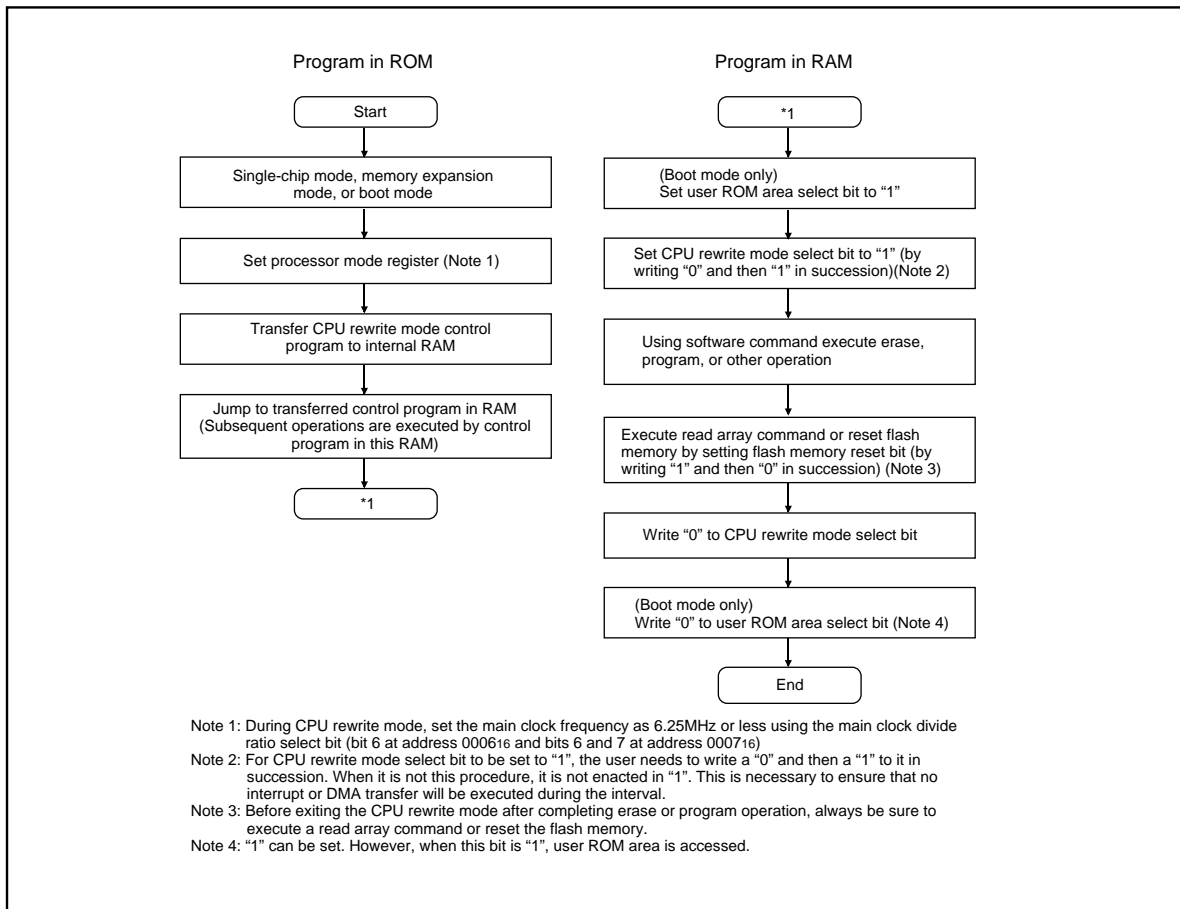 Program in ROM
Start
Single-chip mode, memory expansion
mode, or boot mode
Set processor mode register (Note 1)
Transfer CPU rewrite mode control
program to internal RAM
Jump to transferred control program in RAM
(Subsequent operations are executed by control
program in this RAM)
*1
Program in RAM
*1
(Boot mode only)
Set user ROM area select bit to “1”
Set CPU rewrite mode select bit to “1” (by
writing “0” and then “1” in succession)(Note 2)
Using software command execute erase,
program, or other operation
Execute read array command or reset flash
memory by setting flash memory reset bit (by
writing “1” and then “0” in succession) (Note 3)
Write “0” to CPU rewrite mode select bit
(Boot mode only)
Write “0” to user ROM area select bit (Note 4)
End
Note 1: During CPU rewrite mode, set the main clock frequency as 6.25MHz or less using the main clock divide
ratio select bit (bit 6 at address 000616 and bits 6 and 7 at address 000716)
Note 2: For CPU rewrite mode select bit to be set to “1”, the user needs to write a “0” and then a “1” to it in
succession. When it is not this procedure, it is not enacted in “1”. This is necessary to ensure that no
interrupt or DMA transfer will be executed during the interval.
Note 3: Before exiting the CPU rewrite mode after completing erase or program operation, always be sure to
execute a read array command or reset the flash memory.
Note 4: “1” can be set. However, when this bit is “1”, user ROM area is accessed.